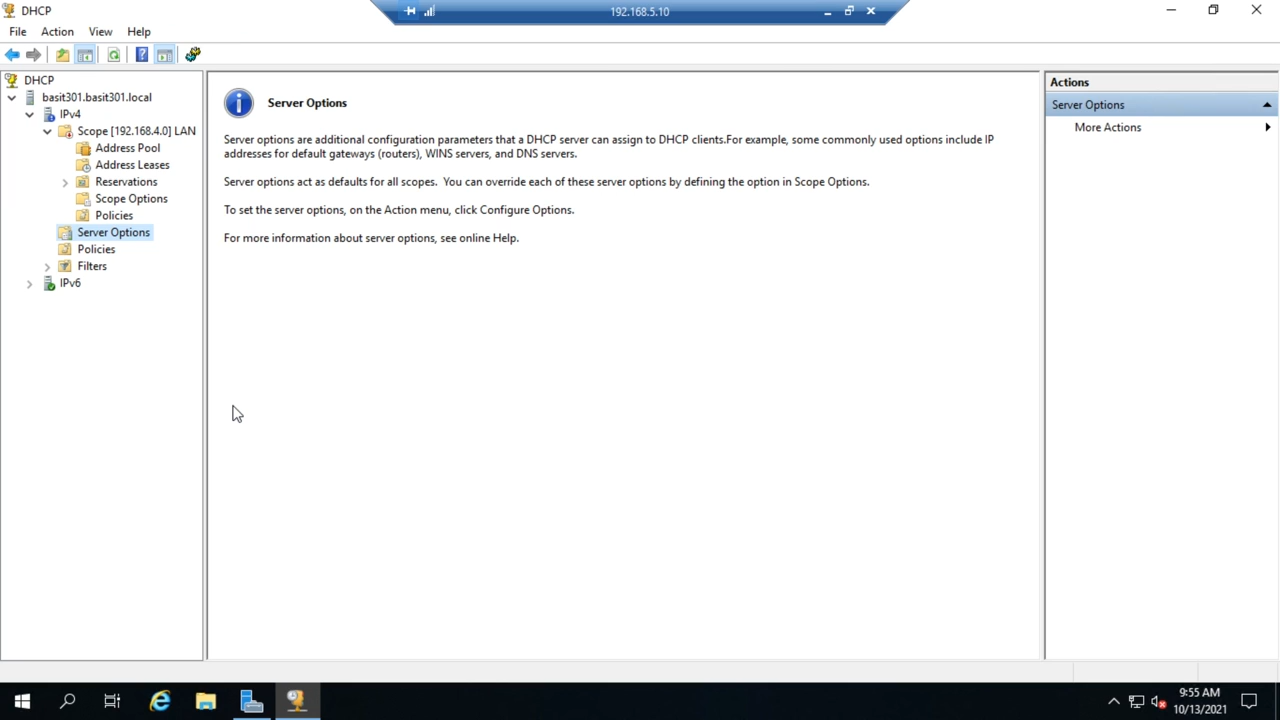 DHCP
192.168.5.10
File Action View Help
DHCP
basit301.basit301.local
IPv4
Scope [192.168.4.0] LAN
Address Pool
Address Leases
Reservations
Scope Options
Policies
Server Options
Policies
Filters
IPv6
Server Options
Server options are additional configuration parameters that a DHCP server can assign to DHCP clients.For example, some commonly used options include IP
addresses for default gateways (routers), WINS servers, and DNS servers.
Server options act as defaults for all scopes. You can override each of these server options by defining the option in Scope Options.
To set the server options, on the Action menu, click Configure Options.
For more information about server options, see online Help.
Actions
Server Options
More Actions
9:55 AM
10/13/2021